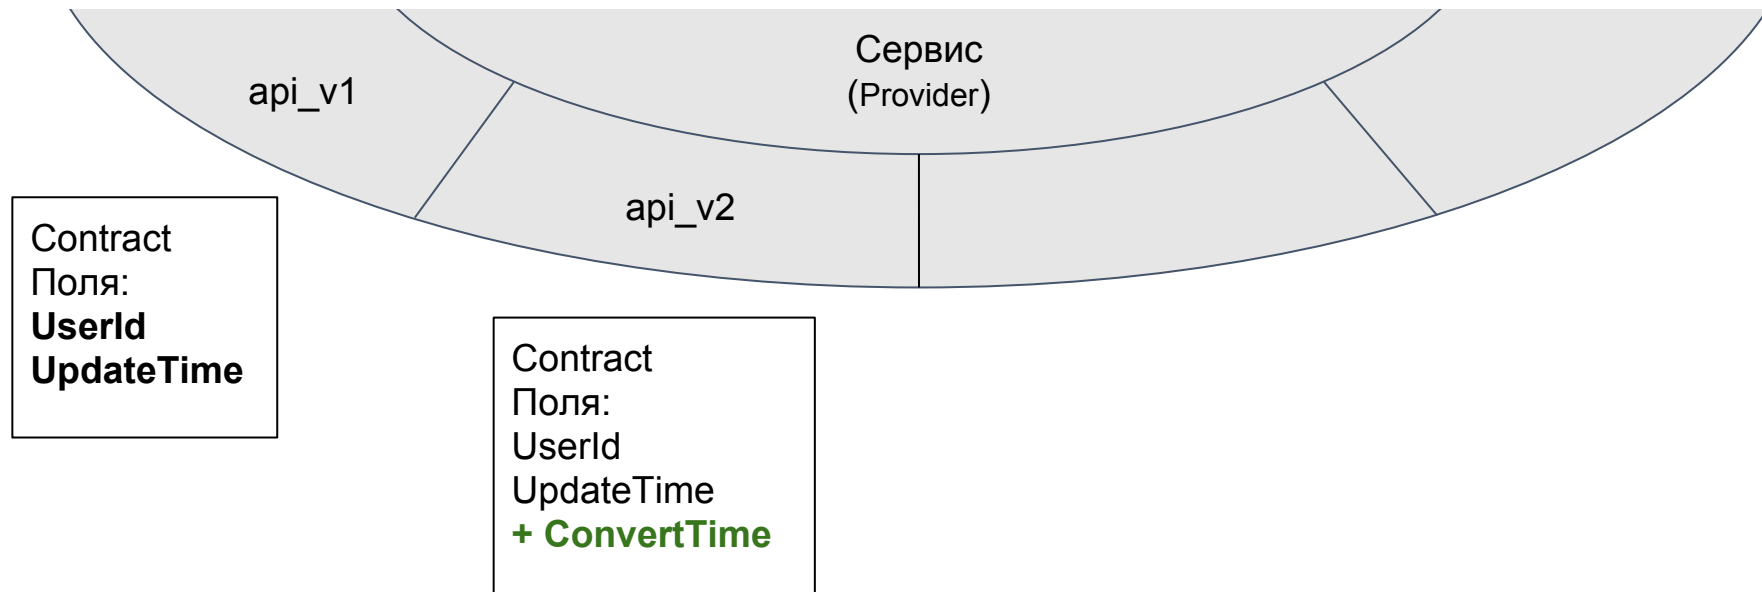 Сервис
(Provider)
api_v1
api_v2
Contract
Поля:
UserId
UpdateTime
Contract
Поля:
UserId
UpdateTime
+ ConvertTime